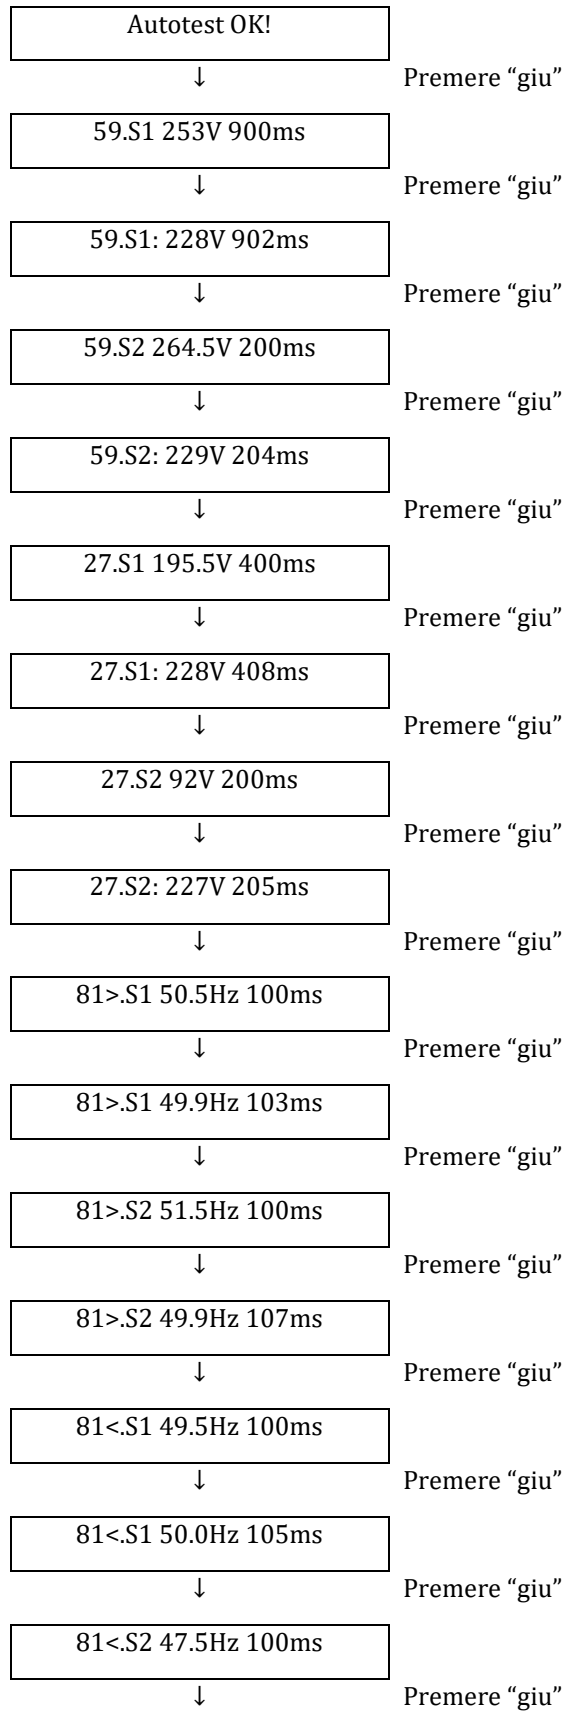 Autotest OK!
↓ Premere “giu”
59.S1 253V 900ms
↓ Premere “giu”
59.S1: 228V 902ms
↓ Premere “giu”
59.S2 264.5V 200ms
↓ Premere “giu”
59.S2: 229V 204ms
↓ Premere “giu”
27.S1 195.5V 400ms
↓ Premere “giu”
27.S1: 228V 408ms
↓ Premere “giu”
27.S2 92V 200ms
↓ Premere “giu”
27.S2: 227V 205ms
↓ Premere “giu”
81>.S1 50.5Hz 100ms
↓ Premere “giu”
81>.S1 49.9Hz 103ms
↓ Premere “giu”
81>.S2 51.5Hz 100ms
↓ Premere “giu”
81>.S2 49.9Hz 107ms
↓ Premere “giu”
81<.S1 49.5Hz 100ms
↓ Premere “giu”
81<.S1 50.0Hz 105ms
↓ Premere “giu”
81<.S2 47.5Hz 100ms
↓ Premere “giu”